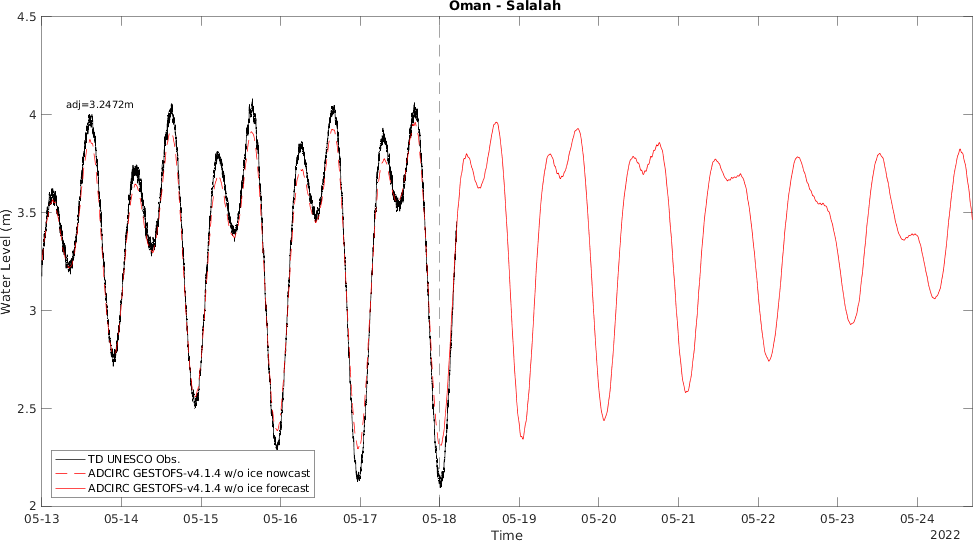 Oman - Salalah
4.5
4
3.5
3
2.5
2
Water Level (m)
adj=3.2472m
TD UNESCO Obs.
ADCIRC GESTOFS-v4.1.4 w/o ice nowcast
ADCIRC GESTOFS-v4.1.4 w/o ice forecast
05-13 05-14 05-15 05-16 05-17 05-18 05-19 05-20 05-21 05-22 05-23 05-24
Time
2022